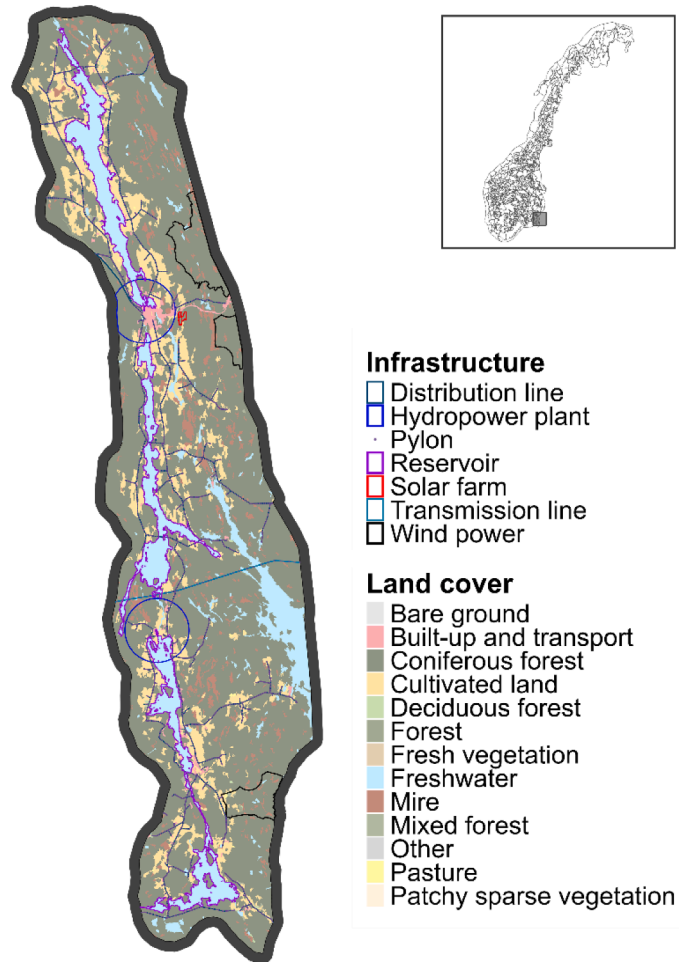 Infrastructure
Distribution line
Hydropower plant
Pylon
Reservoir
Solar farm
Transmission line
Wind power
Land cover
Bare ground
Built-up and transport
Coniferous forest
Cultivated land
Deciduous forest
Forest
Fresh vegetation
Freshwater
Mire
Mixed forest
Other
Pasture
Patchy sparse vegetation